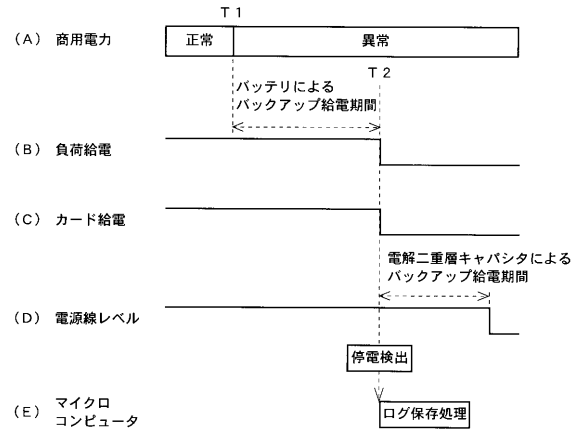 T1
(A) 商用電力
正常
異常
T2
バッテリによる
バックアップ給電期間
(B) 負荷給電
(C) カード給電
電解二重層キャパシタによる
バックアップ給電期間
(D) 電源線レベル
停電検出
(E) マイクロ
コンピュータ
ログ保存処理